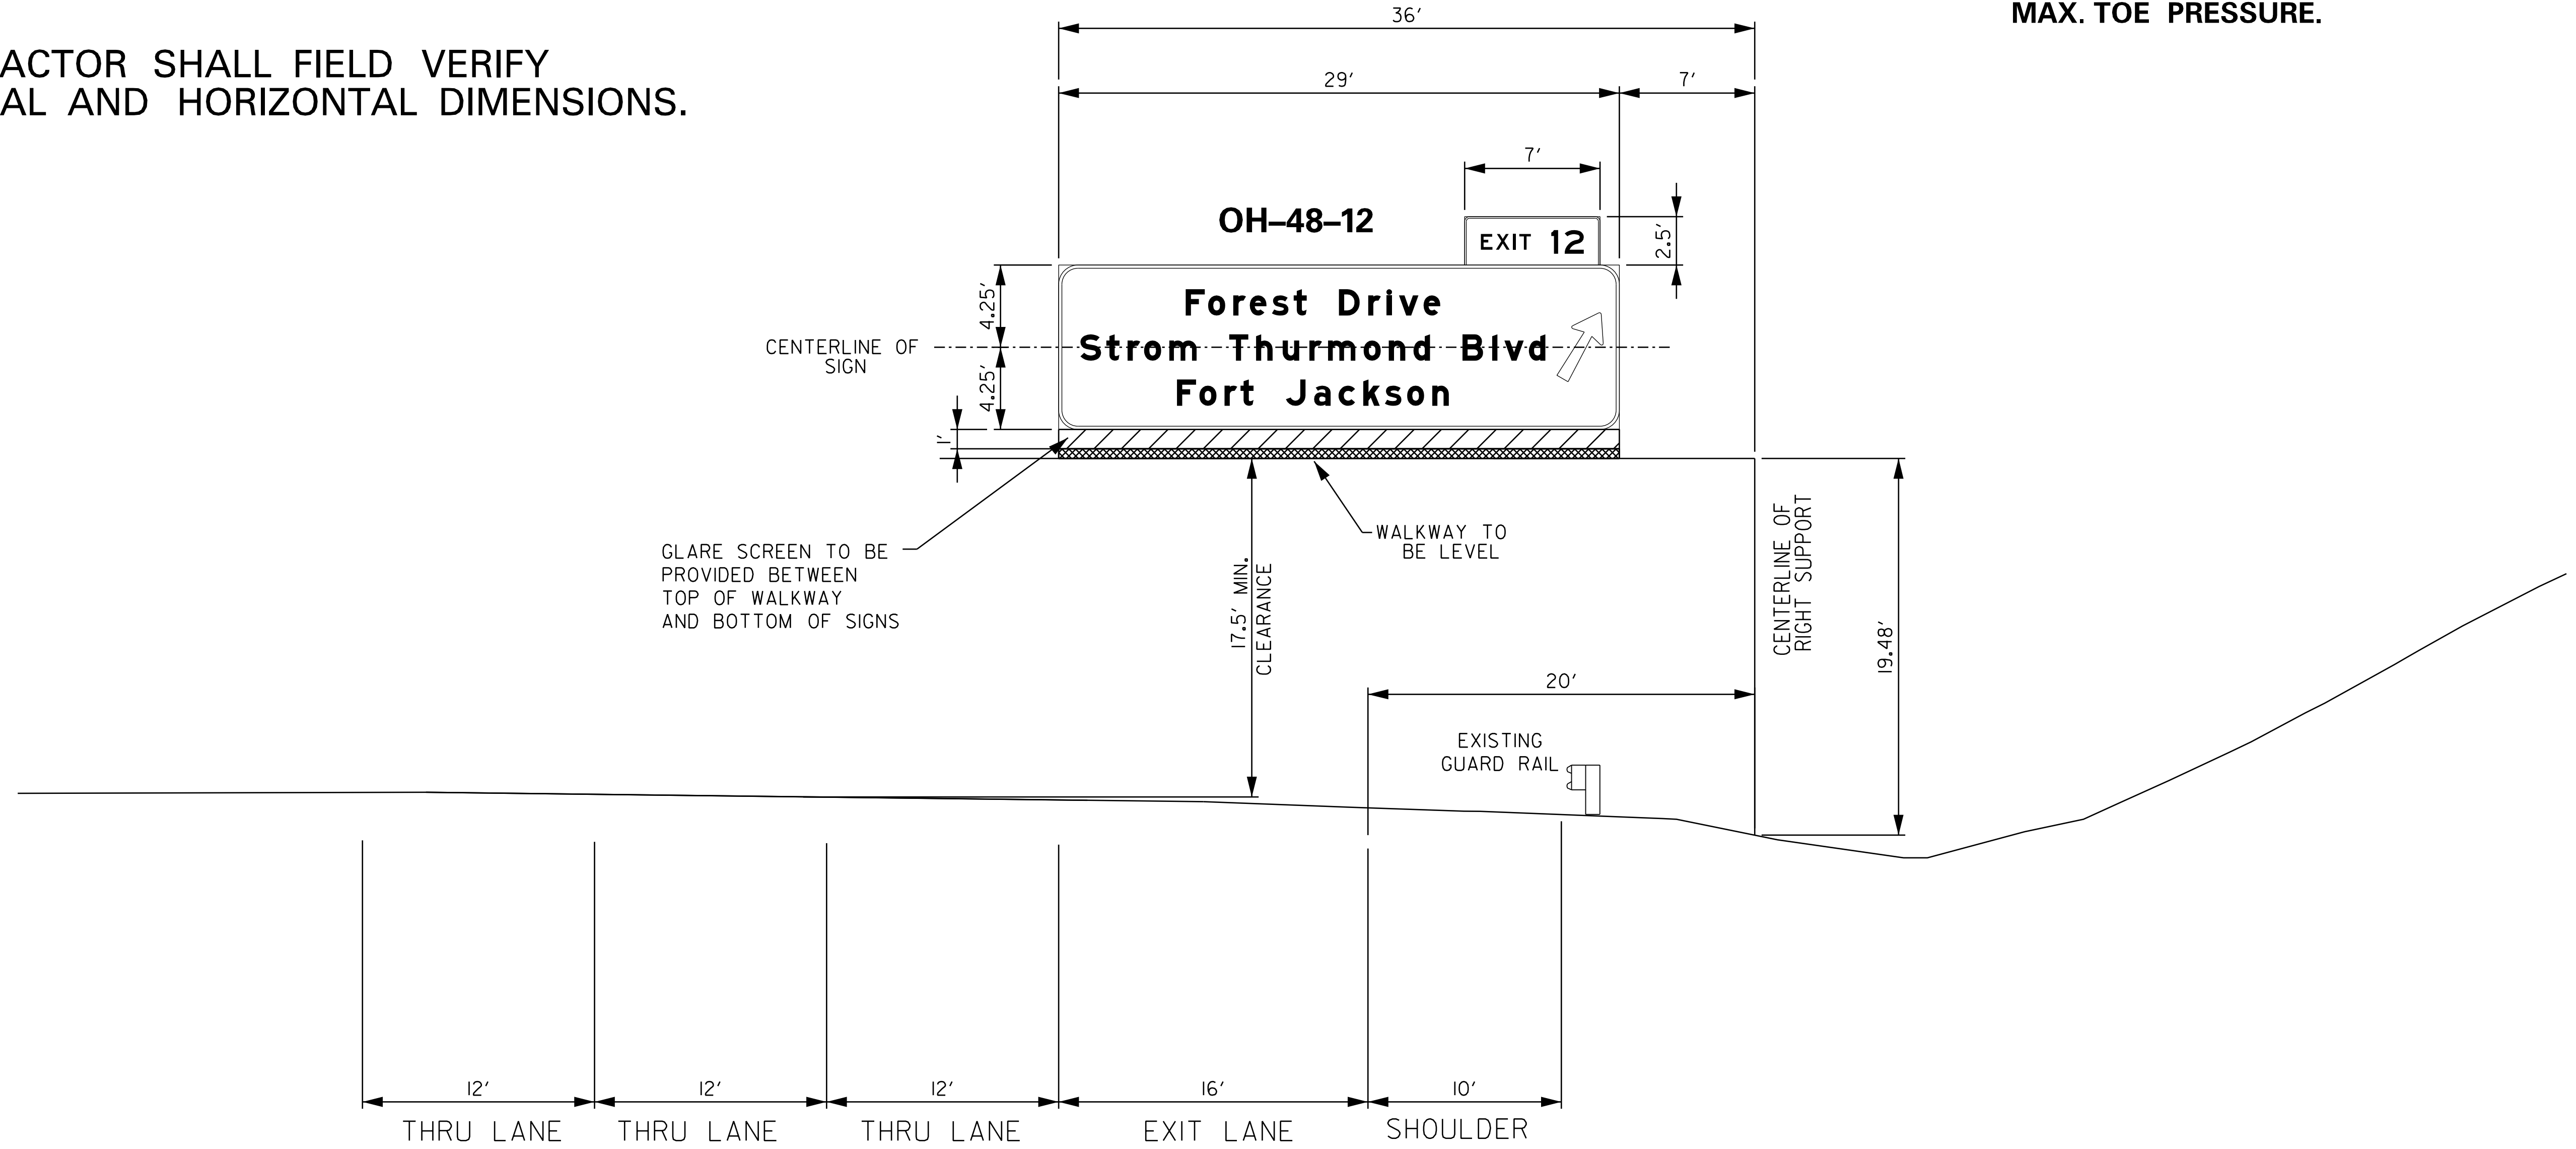 36′
MAX. TOE PRESSURE.
ACTOR SHALL FIELD VERIFY
AL AND HORIZONTAL DIMENSIONS.
29′
7′
7′
OH–48–12
EXIT 12
2.5′
4.25′
Forest Drive
CENTERLINE OF
SIGN
Strom Thurmond Blvd
4.25′
Fort Jackson
1′
GLARE SCREEN TO BE
PROVIDED BETWEEN
TOP OF WALKWAY
AND BOTTOM OF SIGNS
WALKWAY TO
BE LEVEL
17.5′ MIN.
CLEARANCE
CENTERLINE OF
RIGHT SUPPORT
19.48′
20′
EXISTING
GUARD RAIL
12′
12′
12′
16′
10′
THRU LANE
THRU LANE
THRU LANE
EXIT LANE
SHOULDER